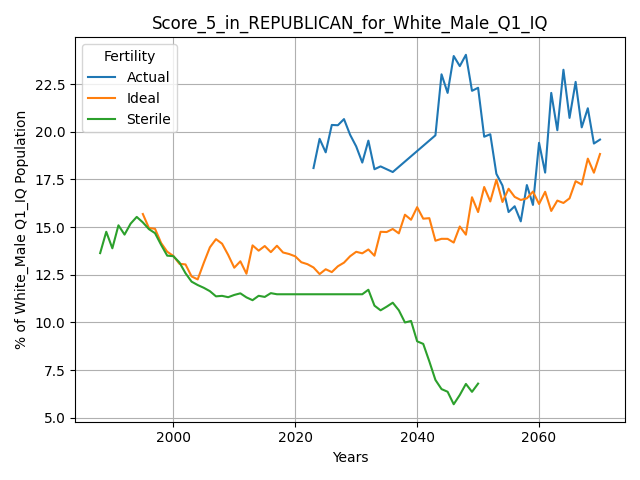 Score_5_in_REPUBLICAN_for_White_Male_Q1_IQ
Fertility
Actual
Ideal
Sterile
% of White_Male Q1_IQ Population
22.5
20.0
17.5
15.0
12.5
10.0
7.5
5.0
2000 2020 2040 2060
Years